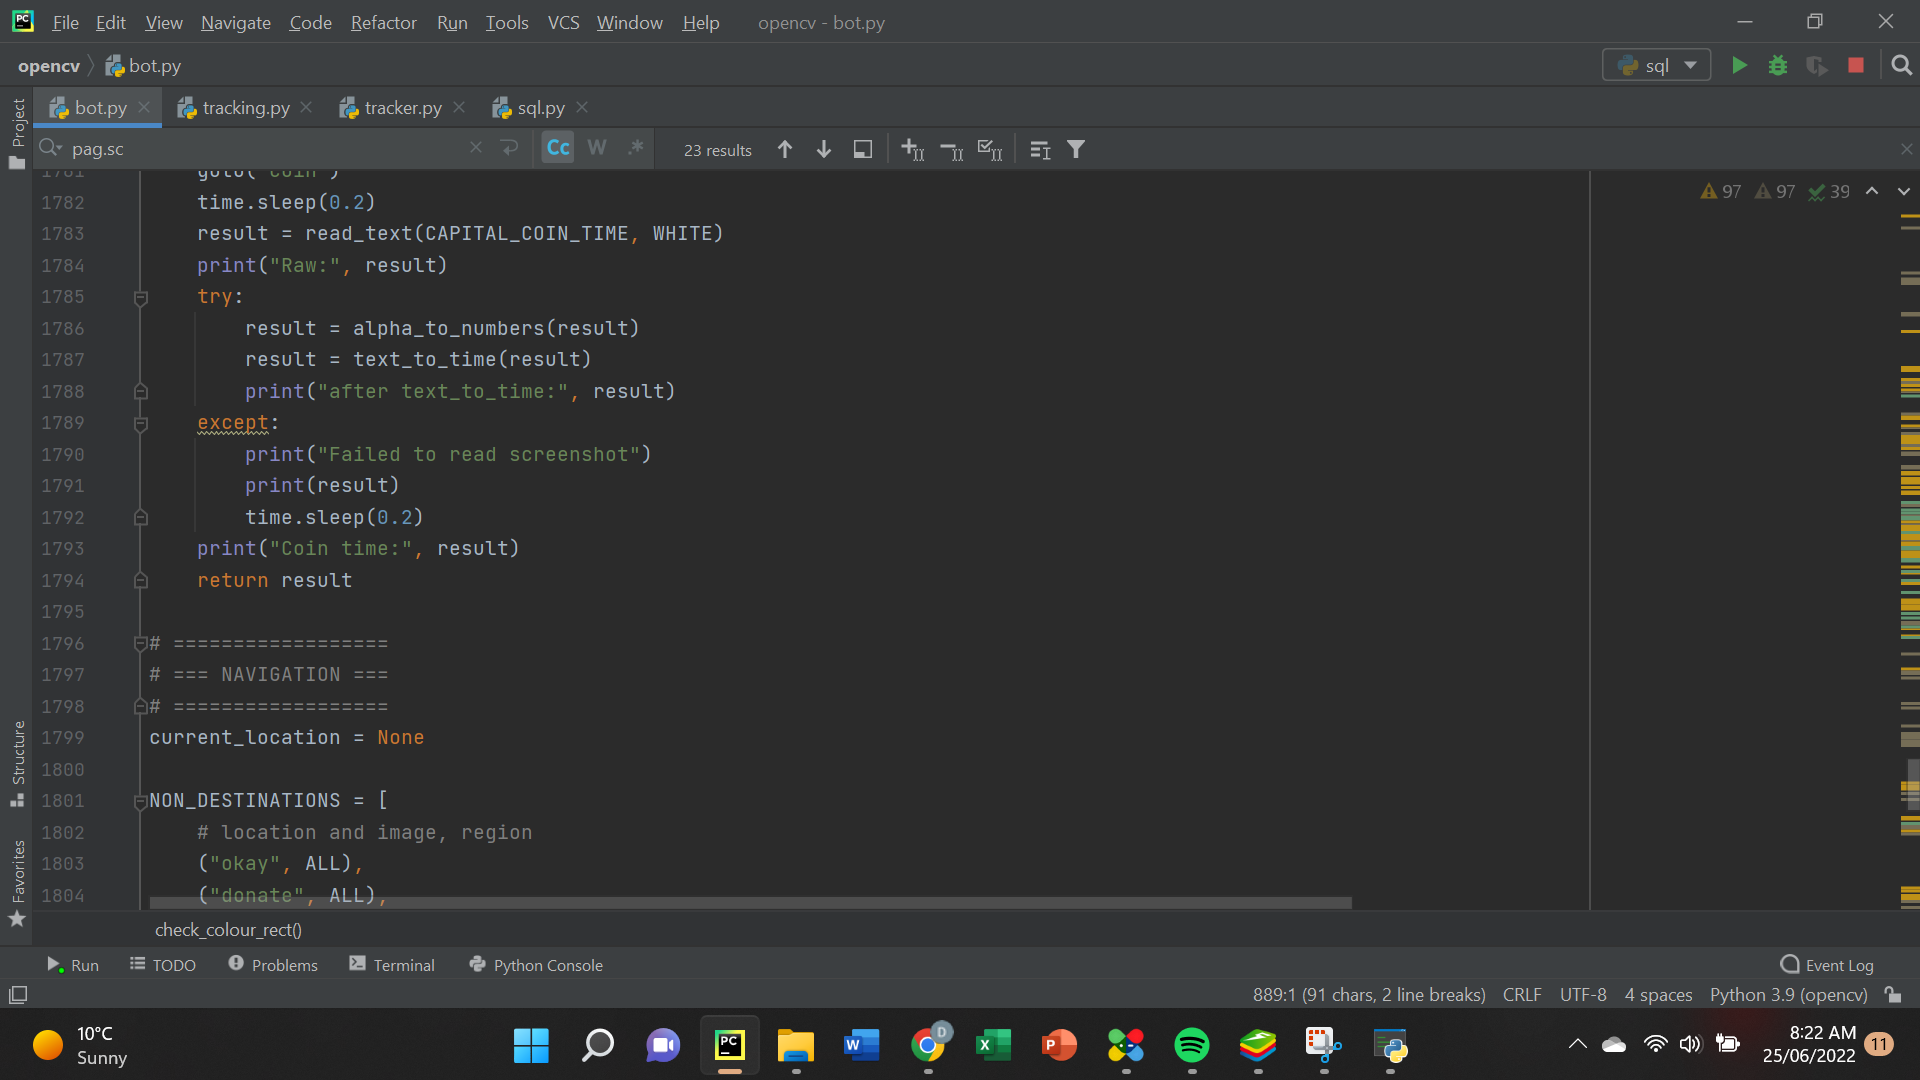 File Edit View Navigate Code Refactor Run Tools VCS Window Help opencv - bot.py
opencv bot.py sql
bot.py tracking.py tracker.py sql.py
pag.sc Cc W .* 23 results
Project
Structure
Favorites
97 97 39
1781 goto("coin")
1782 time.sleep(0.2)
1783 result = read_text(CAPITAL_COIN_TIME, WHITE)
1784 print("Raw:", result)
1785 try:
1786 result = alpha_to_numbers(result)
1787 result = text_to_time(result)
1788 print("after text_to_time:", result)
1789 except:
1790 print("Failed to read screenshot")
1791 print(result)
1792 time.sleep(0.2)
1793 print("Coin time:", result)
1794 return result
1795
1796 # ==================
1797 # === NAVIGATION ===
1798 # ==================
1799 current_location = None
1800
1801 NON_DESTINATIONS = [
1802 # location and image, region
1803 ("okay", ALL),
1804 ("donate", ALL),
check_colour_rect()
Run TODO Problems Terminal Python Console Event Log
889:1 (91 chars, 2 line breaks) CRLF UTF-8 4 spaces Python 3.9 (opencv)
10°C
Sunny
8:22 AM
25/06/2022
11